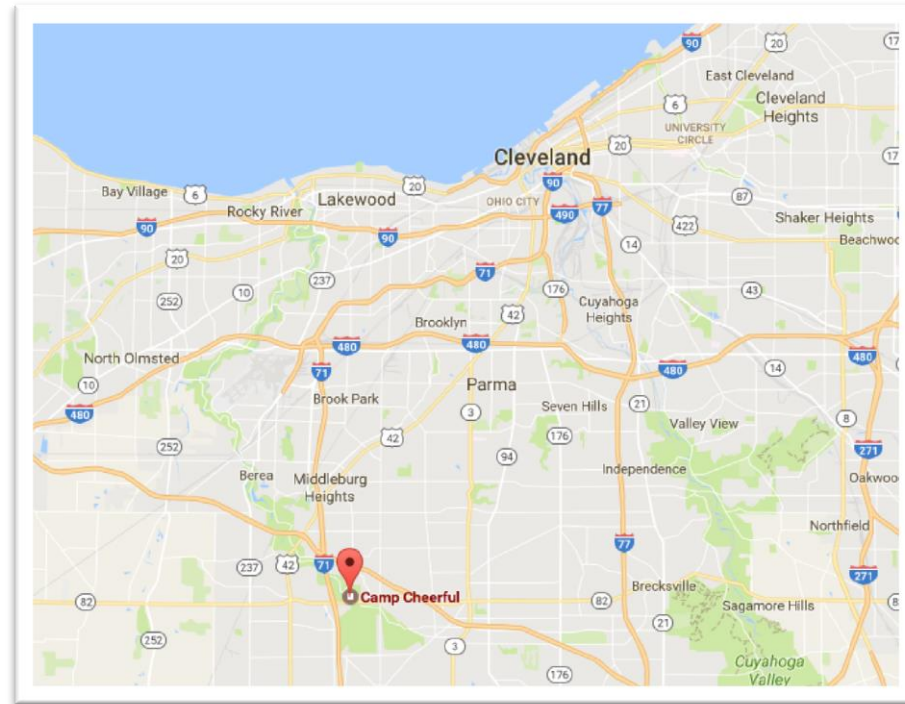 90
20
17
East Cleveland
6
Cleveland
Heights
UNIVERSITY
CIRCLE
20
Cleveland
17
Bay Village
6
20
90
87
Lakewood
OHIO CITY
Rocky River
490
77
Shaker Heights
90
90
422
Beachwoo
14
20
71
237
176
43
252
10
Cuyahoga
Heights
42
Brooklyn
480
480
480
North Olmsted
71
480
14
10
Parma
Brook Park
Seven Hills
21
480
3
8
Valley View
42
176
252
271
94
Independence
Berea
Middleburg
Heights
Oakwoo
Northfield
77
237
42
71
271
Brecksville
Camp Cheerful
82
82
82
Sagamore Hills
21
252
3
Cuyahoga
Valley
176